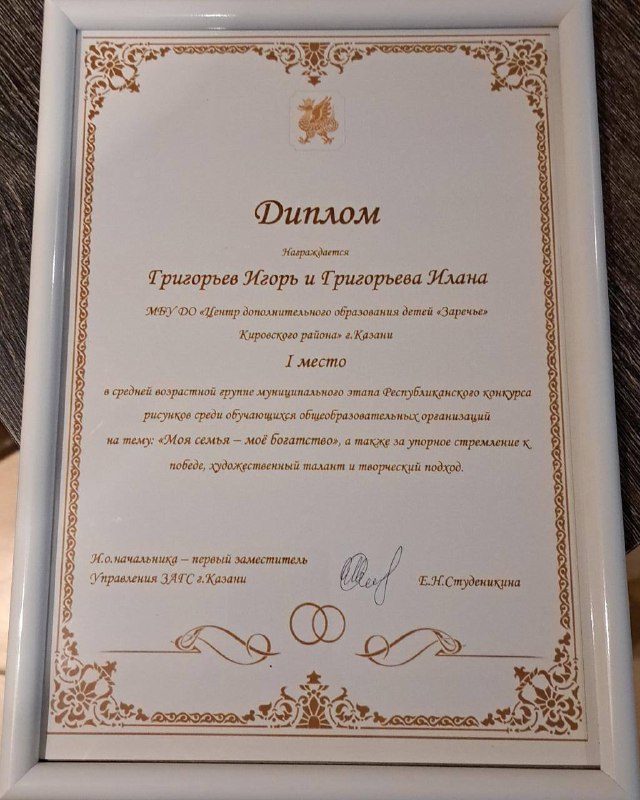 Диплом
Награждается
Григорьев Игорь и Григорьева Илана
МБУ ДО «Центр дополнительного образования детей «Заречье»
Кировского района» г.Казани
I место
в средней возрастной группе муниципального этапа Республиканского конкурса
рисунков среди обучающихся общеобразовательных организаций
на тему: «Моя семья – моё богатство», а также за упорное стремление к
победе, художественный талант и творческий подход.
И.о.начальника – первый заместитель
Управления ЗАГС г.Казани
Е.Н.Студеникина